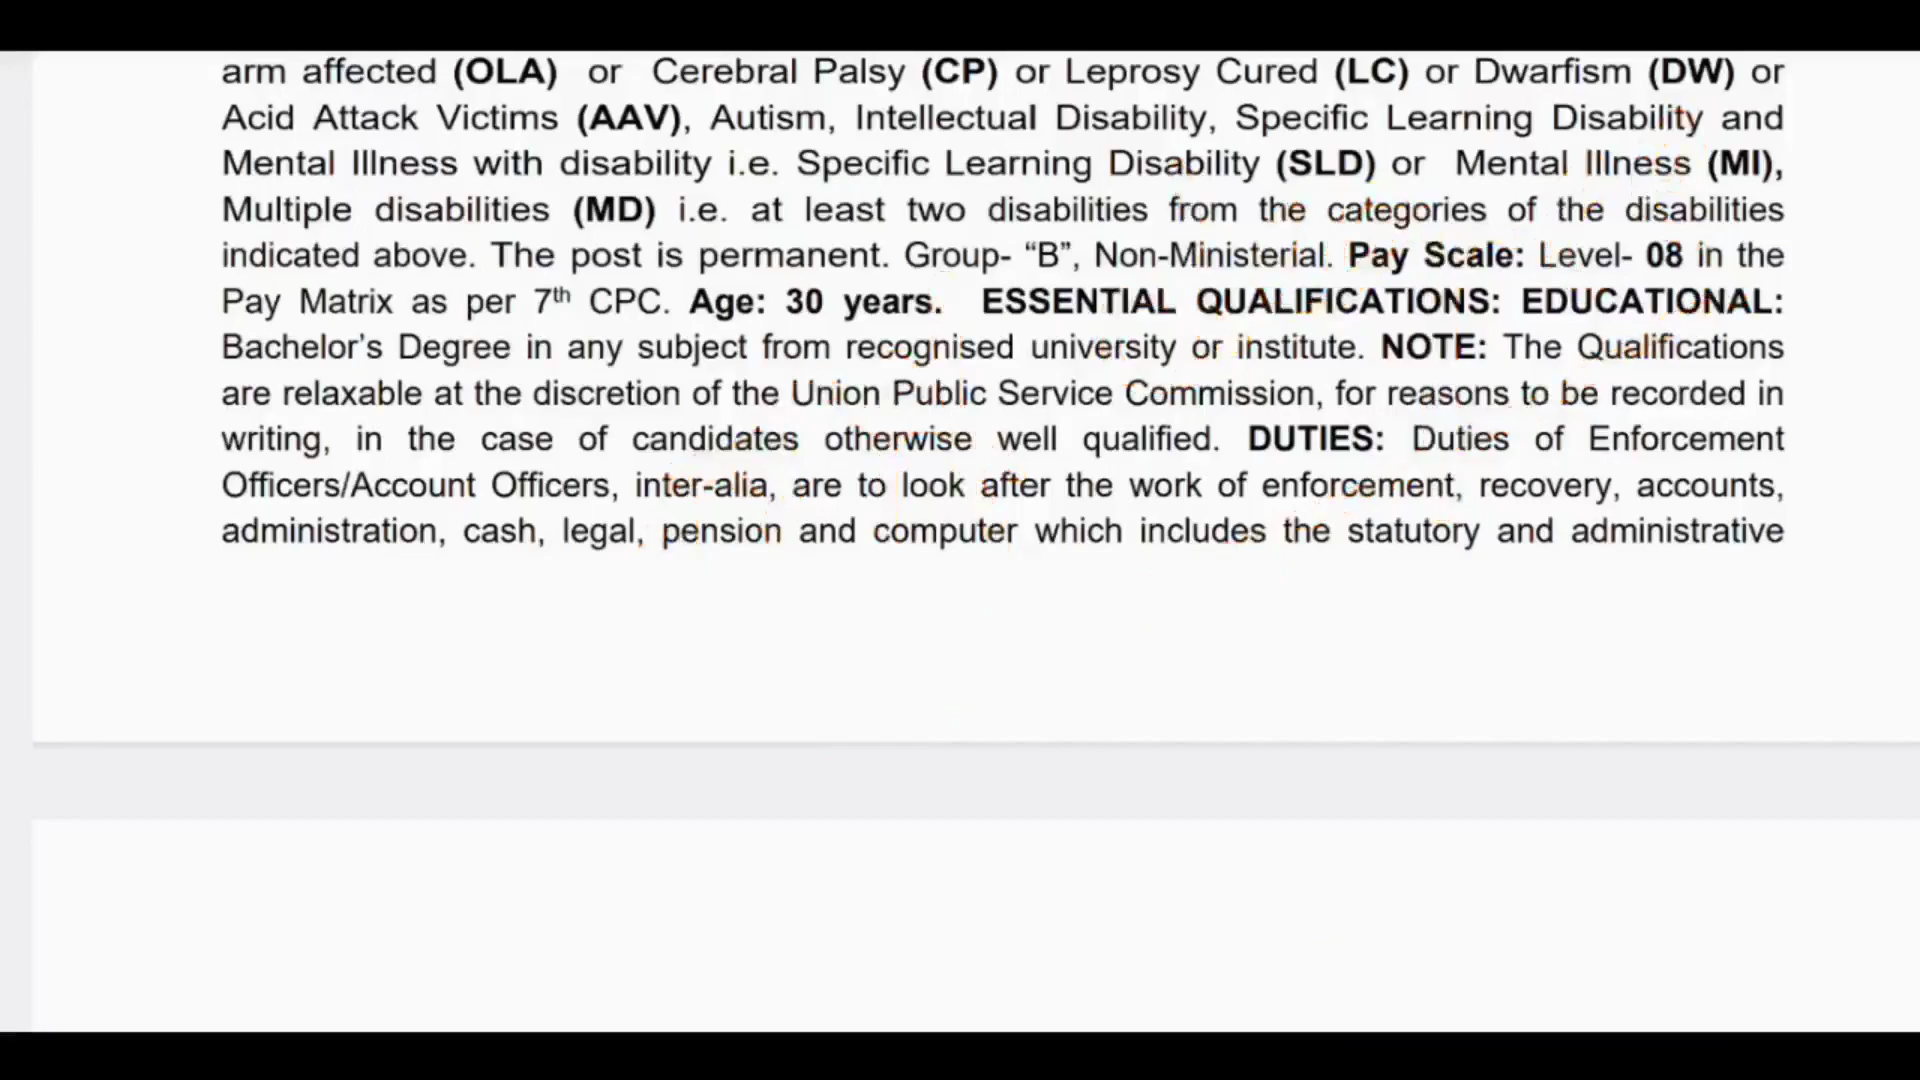 arm affected (OLA) or Cerebral Palsy (CP) or Leprosy Cured (LC) or Dwarfism (DW) or
Acid Attack Victims (AAV), Autism, Intellectual Disability, Specific Learning Disability and
Mental Illness with disability i.e. Specific Learning Disability (SLD) or Mental Illness (MI),
Multiple disabilities (MD) i.e. at least two disabilities from the categories of the disabilities
indicated above. The post is permanent. Group- “B”, Non-Ministerial. Pay Scale: Level- 08 in the
Pay Matrix as per 7th CPC. Age: 30 years. ESSENTIAL QUALIFICATIONS: EDUCATIONAL:
Bachelor’s Degree in any subject from recognised university or institute. NOTE: The Qualifications
are relaxable at the discretion of the Union Public Service Commission, for reasons to be recorded in
writing, in the case of candidates otherwise well qualified. DUTIES: Duties of Enforcement
Officers/Account Officers, inter-alia, are to look after the work of enforcement, recovery, accounts,
administration, cash, legal, pension and computer which includes the statutory and administrative